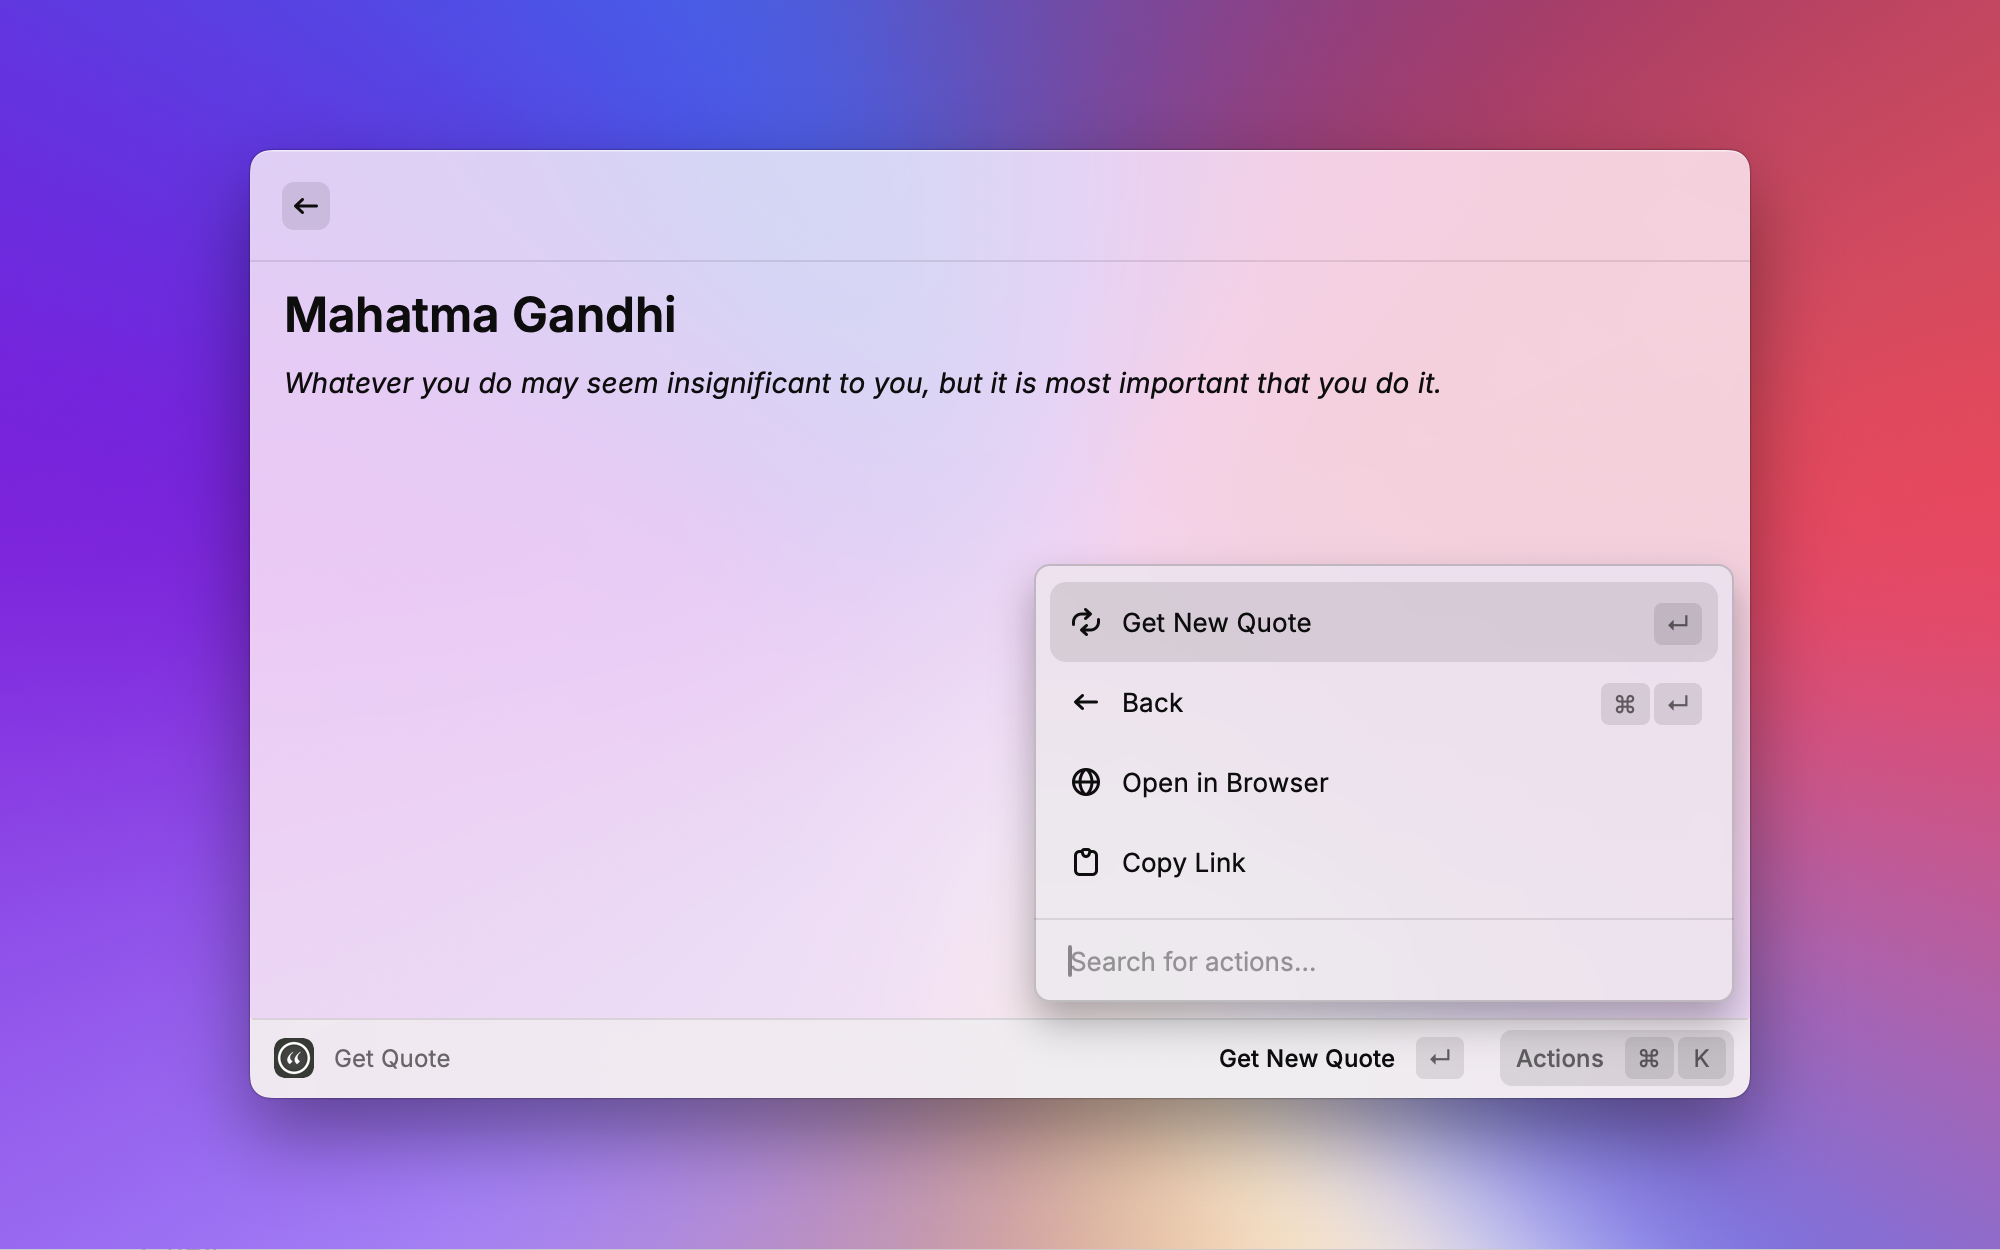 Mahatma Gandhi
Whatever you do may seem insignificant to you, but it is most important that you do it.
Get New Quote ↵
Back ⌘ ↵
Open in Browser
Copy Link
Search for actions...
Get Quote
Get New Quote ↵
Actions ⌘ K